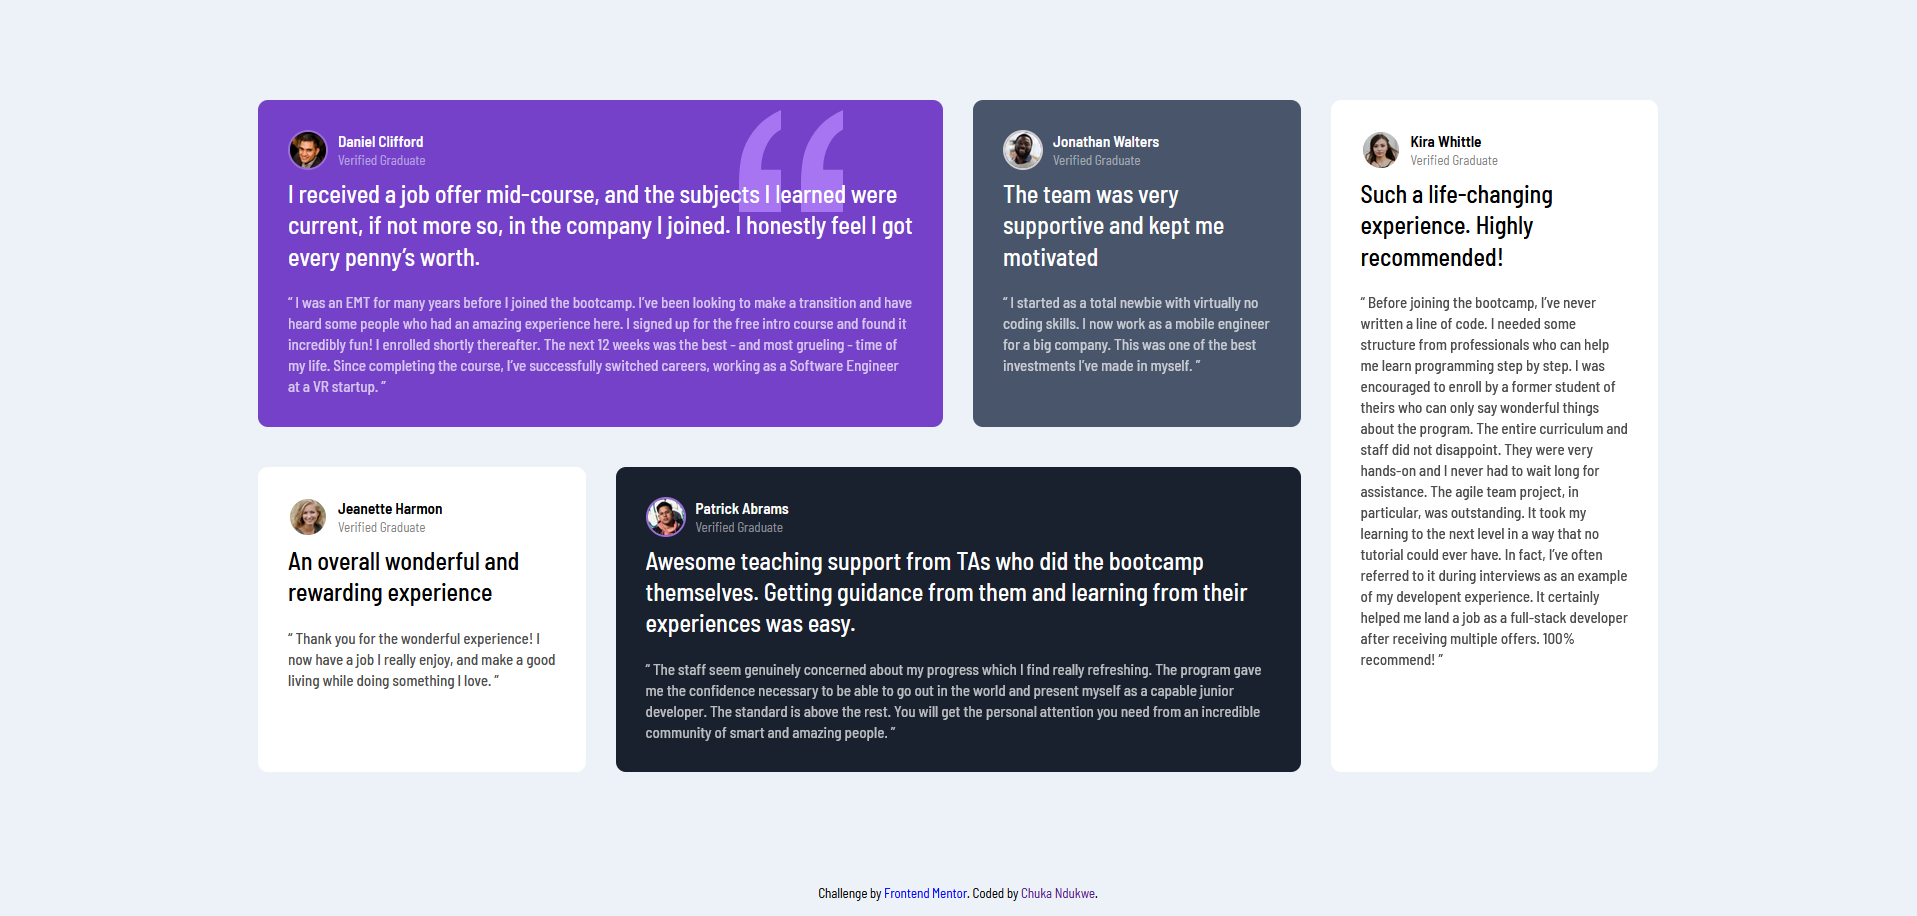 Daniel Clifford
Verified Graduate
I received a job offer mid-course, and the subjects I learned were
current, if not more so, in the company I joined. I honestly feel I got
every penny’s worth.
“ I was an EMT for many years before I joined the bootcamp. I’ve been looking to make a transition and have
heard some people who had an amazing experience here. I signed up for the free intro course and found it
incredibly fun! I enrolled shortly thereafter. The next 12 weeks was the best - and most grueling - time of
my life. Since completing the course, I’ve successfully switched careers, working as a Software Engineer
at a VR startup. ”
Jonathan Walters
Verified Graduate
The team was very
supportive and kept me
motivated
“ I started as a total newbie with virtually no
coding skills. I now work as a mobile engineer
for a big company. This was one of the best
investments I’ve made in myself. ”
Kira Whittle
Verified Graduate
Such a life-changing
experience. Highly
recommended!
“ Before joining the bootcamp, I’ve never
written a line of code. I needed some
structure from professionals who can help
me learn programming step by step. I was
encouraged to enroll by a former student of
theirs who can only say wonderful things
about the program. The entire curriculum and
staff did not disappoint. They were very
hands-on and I never had to wait long for
assistance. The agile team project, in
particular, was outstanding. It took my
learning to the next level in a way that no
tutorial could ever have. In fact, I’ve often
referred to it during interviews as an example
of my developent experience. It certainly
helped me land a job as a full-stack developer
after receiving multiple offers. 100%
recommend! ”
Jeanette Harmon
Verified Graduate
An overall wonderful and
rewarding experience
“ Thank you for the wonderful experience! I
now have a job I really enjoy, and make a good
living while doing something I love. ”
Patrick Abrams
Verified Graduate
Awesome teaching support from TAs who did the bootcamp
themselves. Getting guidance from them and learning from their
experiences was easy.
“ The staff seem genuinely concerned about my progress which I find really refreshing. The program gave
me the confidence necessary to be able to go out in the world and present myself as a capable junior
developer. The standard is above the rest. You will get the personal attention you need from an incredible
community of smart and amazing people. ”
Challenge by Frontend Mentor. Coded by Chuka Ndukwe.